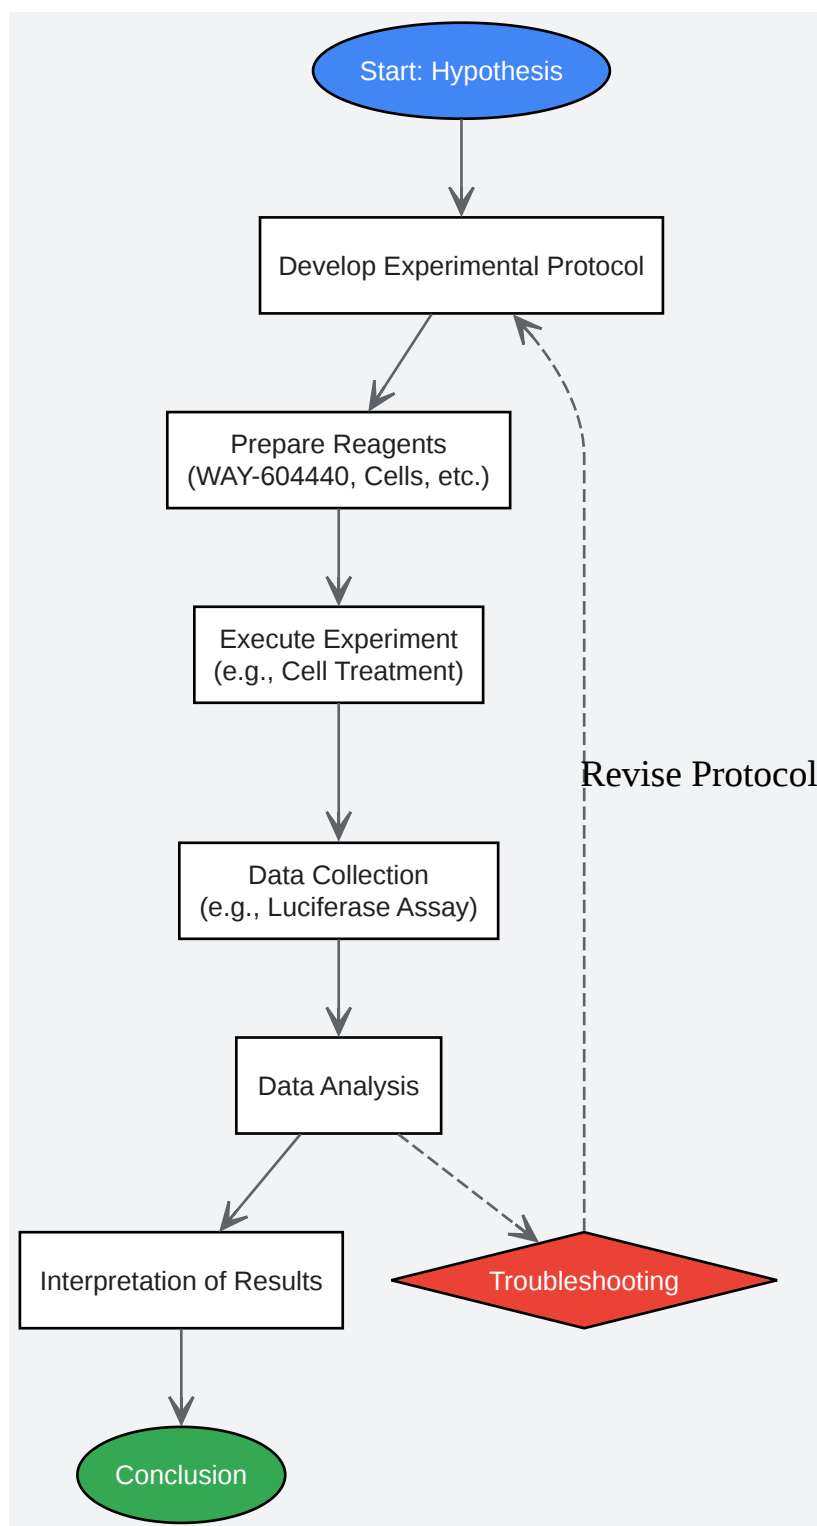 Start: Hypothesis
Develop Experimental Protocol
Prepare Reagents
(WAY-604440, Cells, etc.)
Execute Experiment
(e.g., Cell Treatment)
Revise Protocol
Data Collection
(e.g., Luciferase Assay)
Data Analysis
Interpretation of Results
Troubleshooting
Conclusion